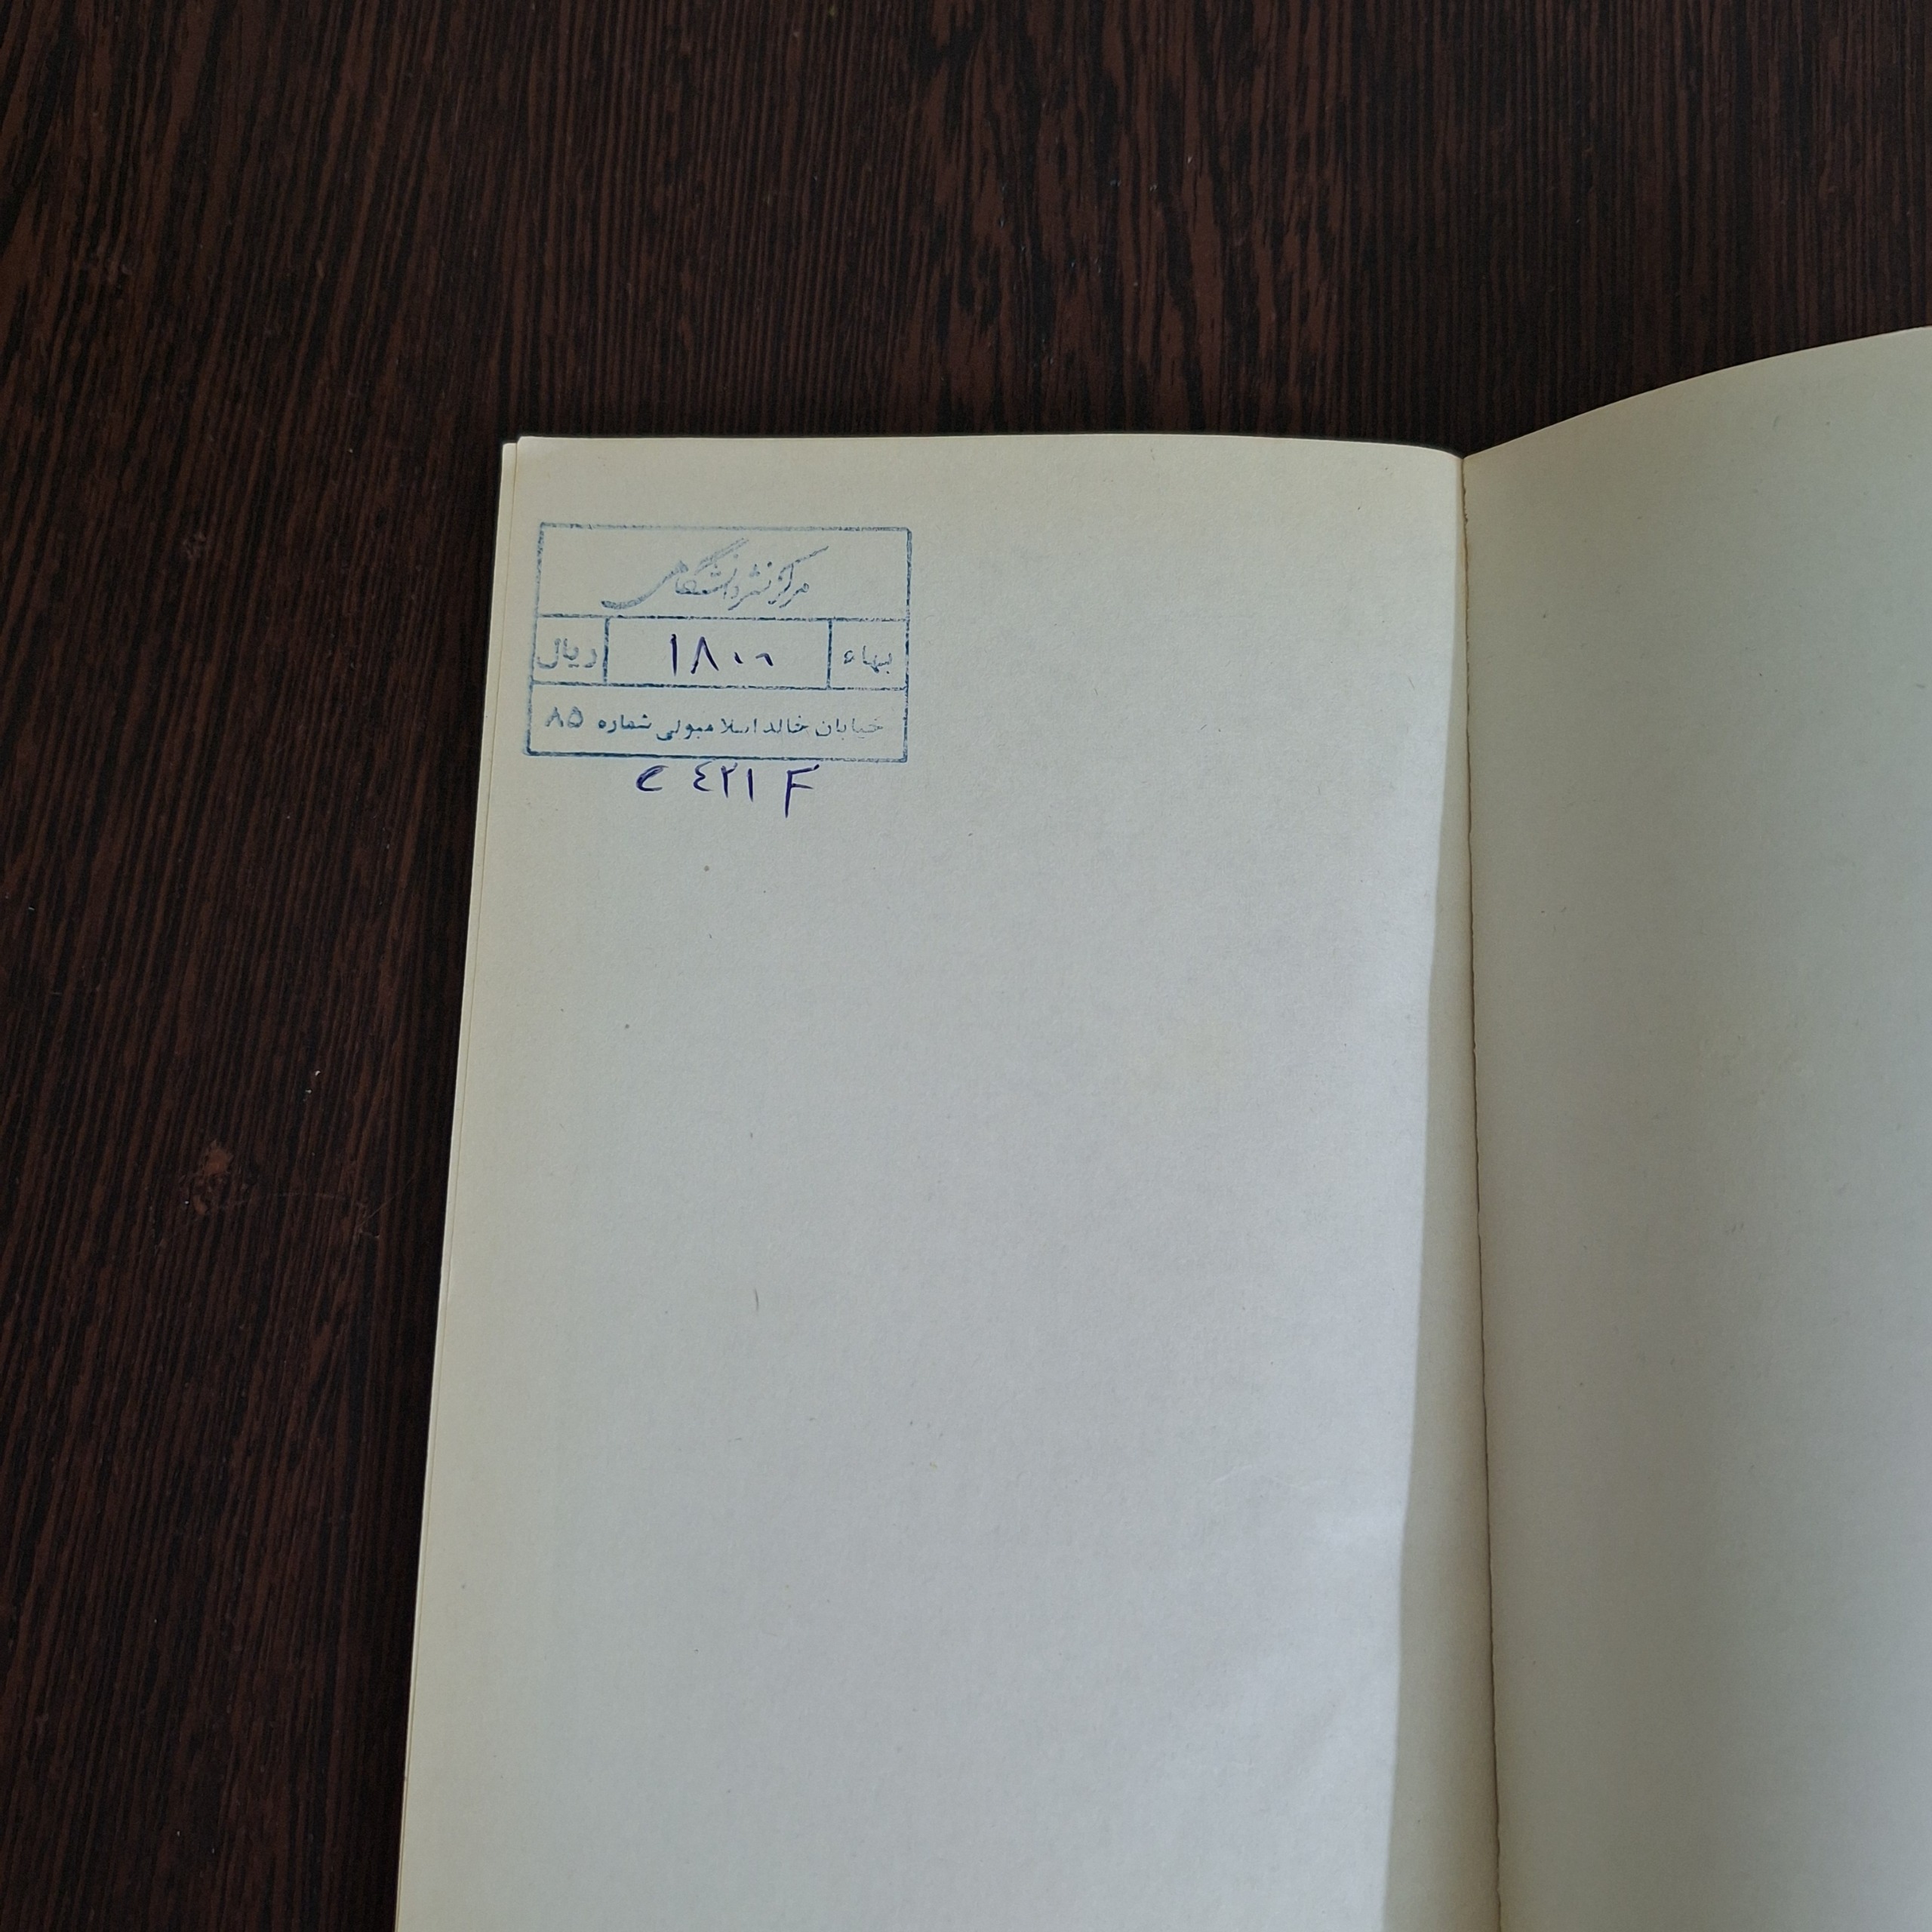 مرکز نشر دانشگاهی
بهاء ۱۸۰۰ ریال
خیابان خالد اسلامبولی شماره ۸۵